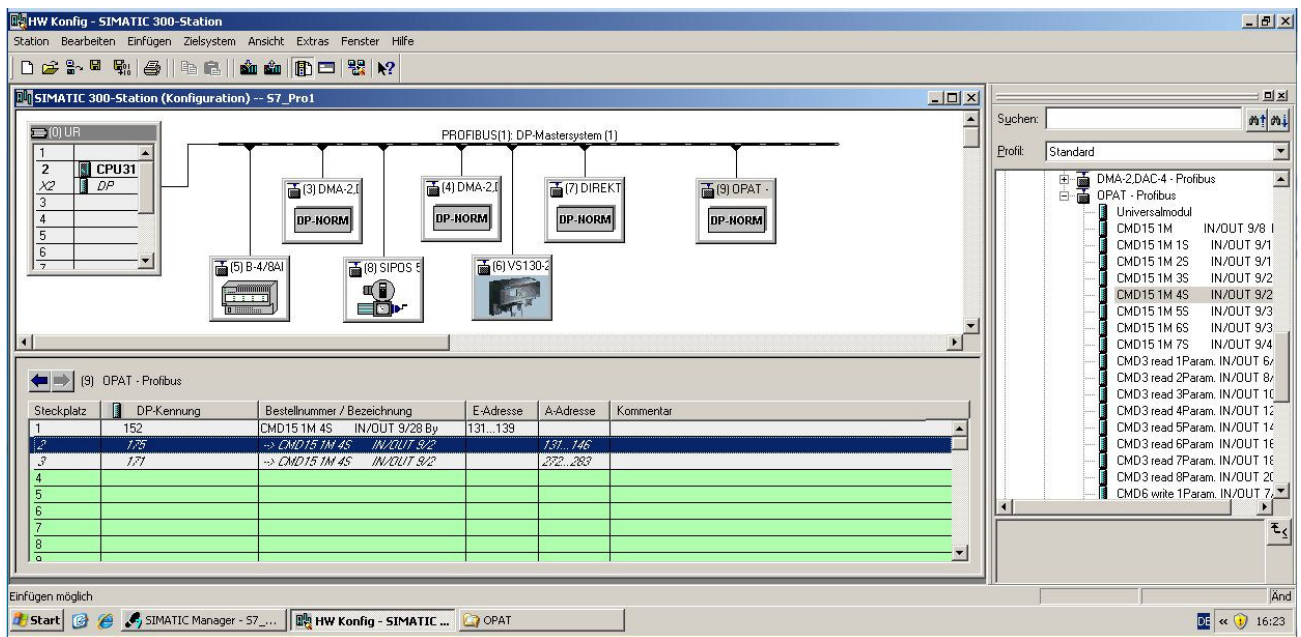 HW Konfig - SIMATIC 300-Station
Station Bearbeiten Einfügen Zielsystem Ansicht Extras Fenster Hilfe
SIMATIC 300-Station (Konfiguration) -- S7_Pro1
(0) UR
1
2 CPU31
X2 DP
3
4
5
6
7
PROFIBUS(1): DP-Mastersystem (1)
(3) DMA-2,D
DP-NORM
(4) DMA-2,D
DP-NORM
(7) DIREKT
DP-NORM
(9) OPAT -
DP-NORM
(5) B-4/8AI
(8) SIPOS 5
(6) VS130-2
(9) OPAT - Profibus
Steckplatz DP-Kennung Bestellnummer / Bezeichnung E-Adresse A-Adresse Kommentar
1 152 CMD15 1M 4S IN/OUT 9/28 By 131...139
2 175 --> CMD15 1M 4S IN/OUT 9/2 131...146
3 171 --> CMD15 1M 4S IN/OUT 9/2 272...283
4
5
6
7
8
9
Suchen:
Profil: Standard
DMA-2,DAC-4 - Profibus
OPAT - Profibus
Universalmodul
CMD15 1M IN/OUT 9/8
CMD15 1M 1S IN/OUT 9/1
CMD15 1M 2S IN/OUT 9/1
CMD15 1M 3S IN/OUT 9/2
CMD15 1M 4S IN/OUT 9/2
CMD15 1M 5S IN/OUT 9/3
CMD15 1M 6S IN/OUT 9/3
CMD15 1M 7S IN/OUT 9/4
CMD3 read 1Param. IN/OUT 6/
CMD3 read 2Param. IN/OUT 8/
CMD3 read 3Param. IN/OUT 10
CMD3 read 4Param. IN/OUT 12
CMD3 read 5Param. IN/OUT 14
CMD3 read 6Param IN/OUT 16
CMD3 read 7Param. IN/OUT 18
CMD3 read 8Param. IN/OUT 20
CMD6 write 1Param. IN/OUT 7/
Einfügen möglich
Änd
Start SIMATIC Manager - S7_... HW Konfig - SIMATIC ... OPAT DE « 16:23